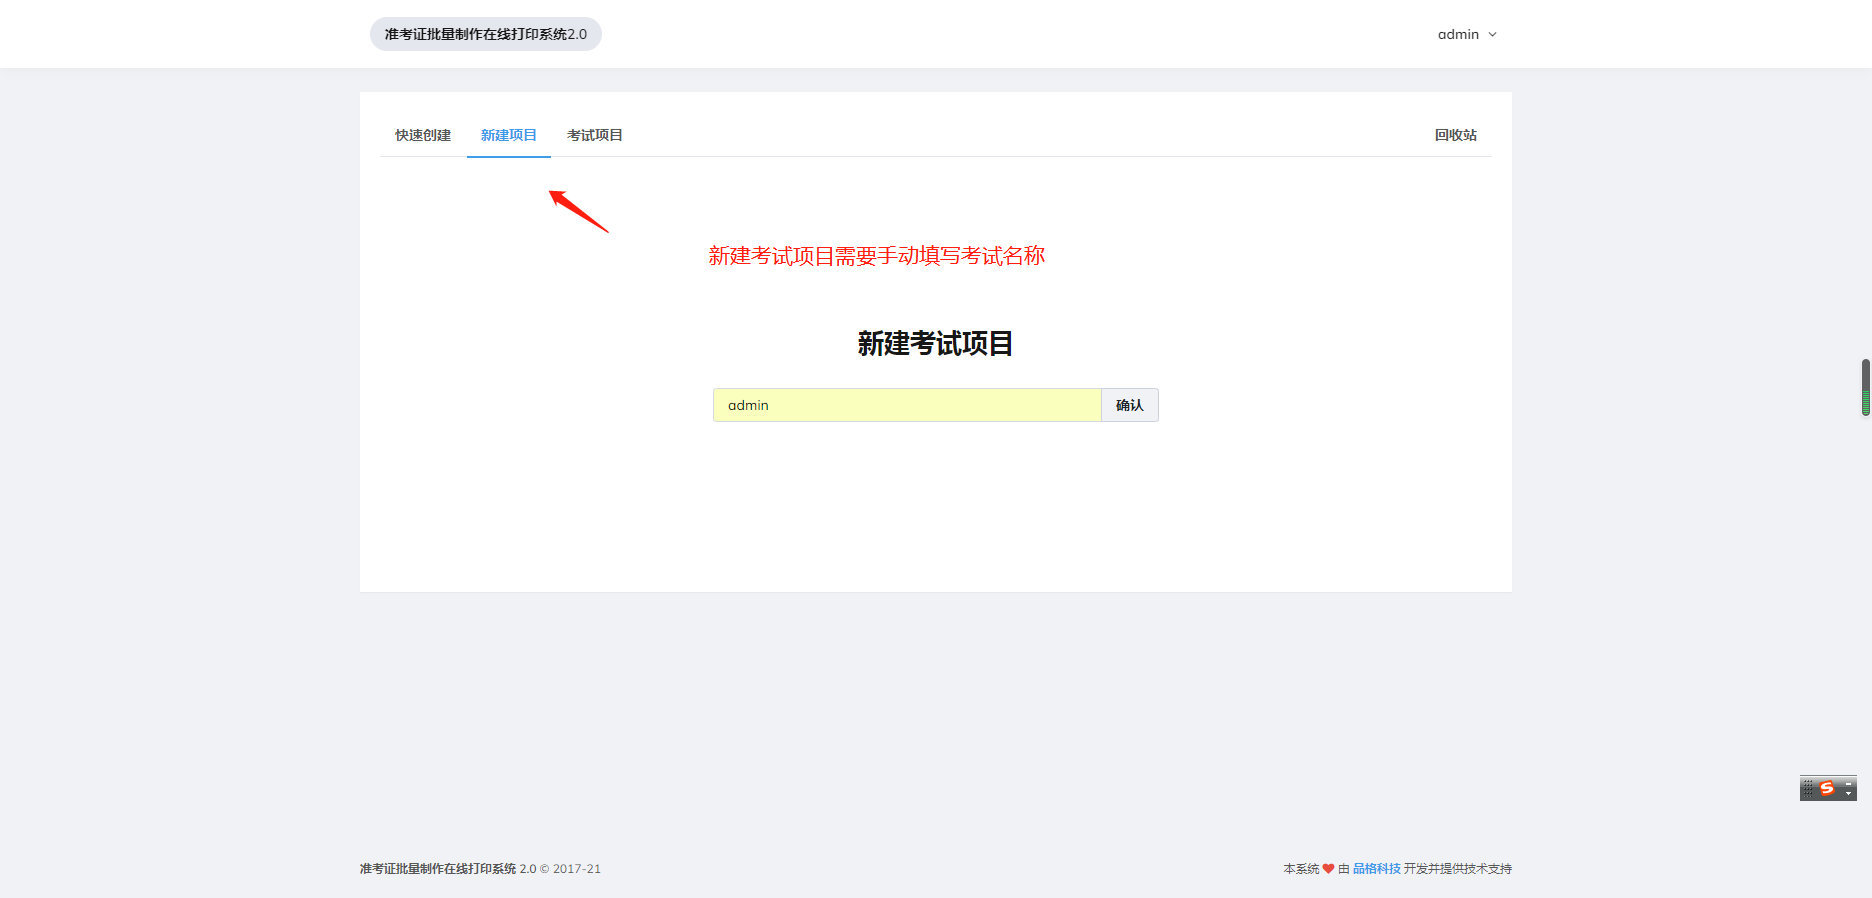 准考证批量制作在线打印系统2.0
admin
快速创建 新建项目 考试项目 回收站
新建考试项目需要手动填写考试名称
新建考试项目
admin 确认
准考证批量制作在线打印系统 2.0 © 2017-21
本系统 ❤ 由 品格科技 开发并提供技术支持